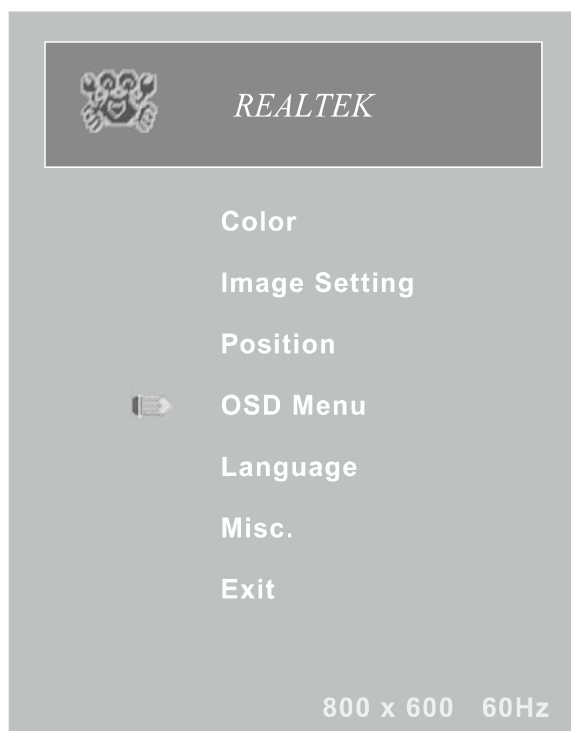 REALTEK
Color
Image Setting
Position
OSD Menu
Language
Misc.
Exit
800 x 600 60Hz